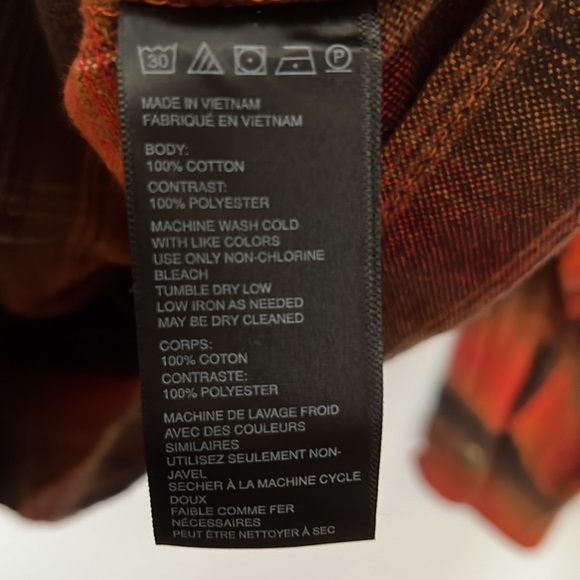 30 P
MADE IN VIETNAM
FABRIQUÉ EN VIETNAM
BODY:
100% COTTON
CONTRAST:
100% POLYESTER
MACHINE WASH COLD
WITH LIKE COLORS
USE ONLY NON-CHLORINE
BLEACH
TUMBLE DRY LOW
LOW IRON AS NEEDED
MAY BE DRY CLEANED
CORPS:
100% COTON
CONTRASTE:
100% POLYESTER
MACHINE DE LAVAGE FROID
AVEC DES COULEURS
SIMILAIRES
UTILISEZ SEULEMENT NON-
JAVEL
SECHER À LA MACHINE CYCLE
DOUX
FAIBLE COMME FER
NÉCESSAIRES
PEUT ÊTRE NETTOYER À SEC